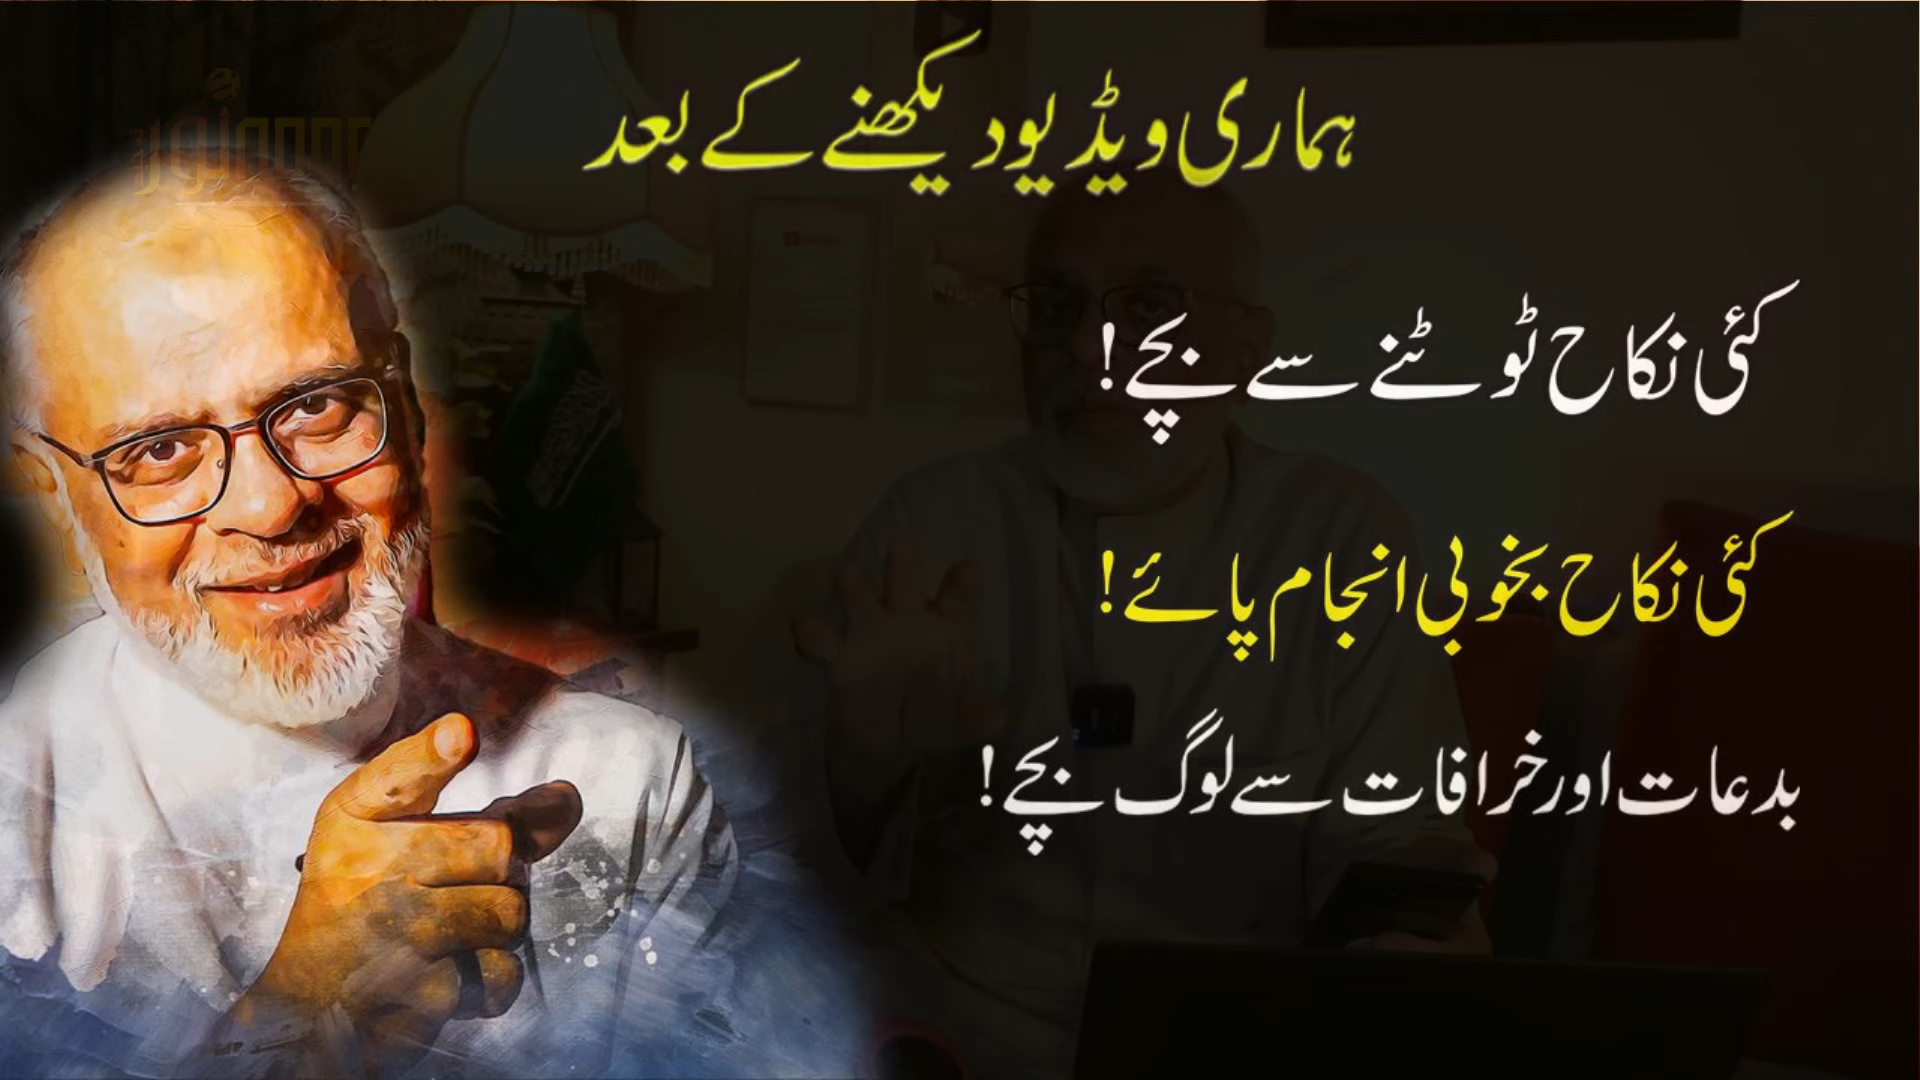 ہماری ویڈیو دیکھنے کے بعد
کئی نکاح ٹوٹنے سے بچے!
کئی نکاح بخوبی انجام پائے!
بدعات اور خرافات سے لوگ بچے!